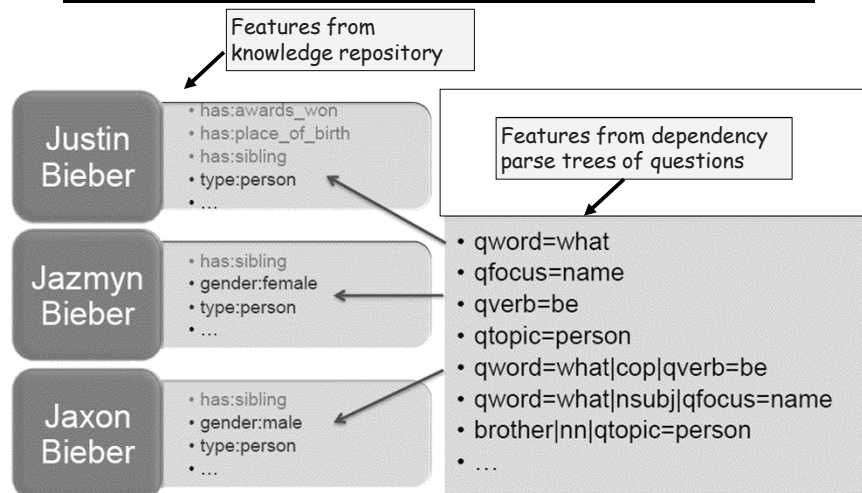 Features from
knowledge repository
Justin
Bieber
• has:awards_won
• has:place_of_birth
• has:sibling
• type:person
• ...
Jazmyn
Bieber
• has:sibling
• gender:female
• type:person
• ...
Jaxon
Bieber
• has:sibling
• gender:male
• type:person
• ...
Features from dependency
parse trees of questions
• qword=what
• qfocus=name
• qverb=be
• qtopic=person
• qword=what|cop|qverb=be
• qword=what|nsubj|qfocus=name
• brother|nn|qtopic=person
• ...